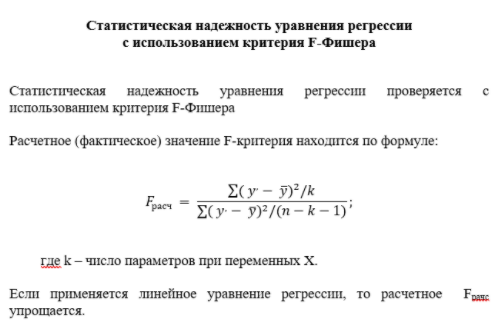 Статистическая надежность уравнения регрессии
с использованием критерия F-Фишера
Статистическая надежность уравнения регрессии проверяется с
использованием критерия F-Фишера
Расчетное (фактическое) значение F-критерия находится по формуле:
Fрасч = ∑( y· − ȳ)²/k / ∑( y· − ȳ)²/(n − k − 1) ;
где k – число параметров при переменных X.
Если применяется линейное уравнение регрессии, то расчетное Fрачс
упрощается.